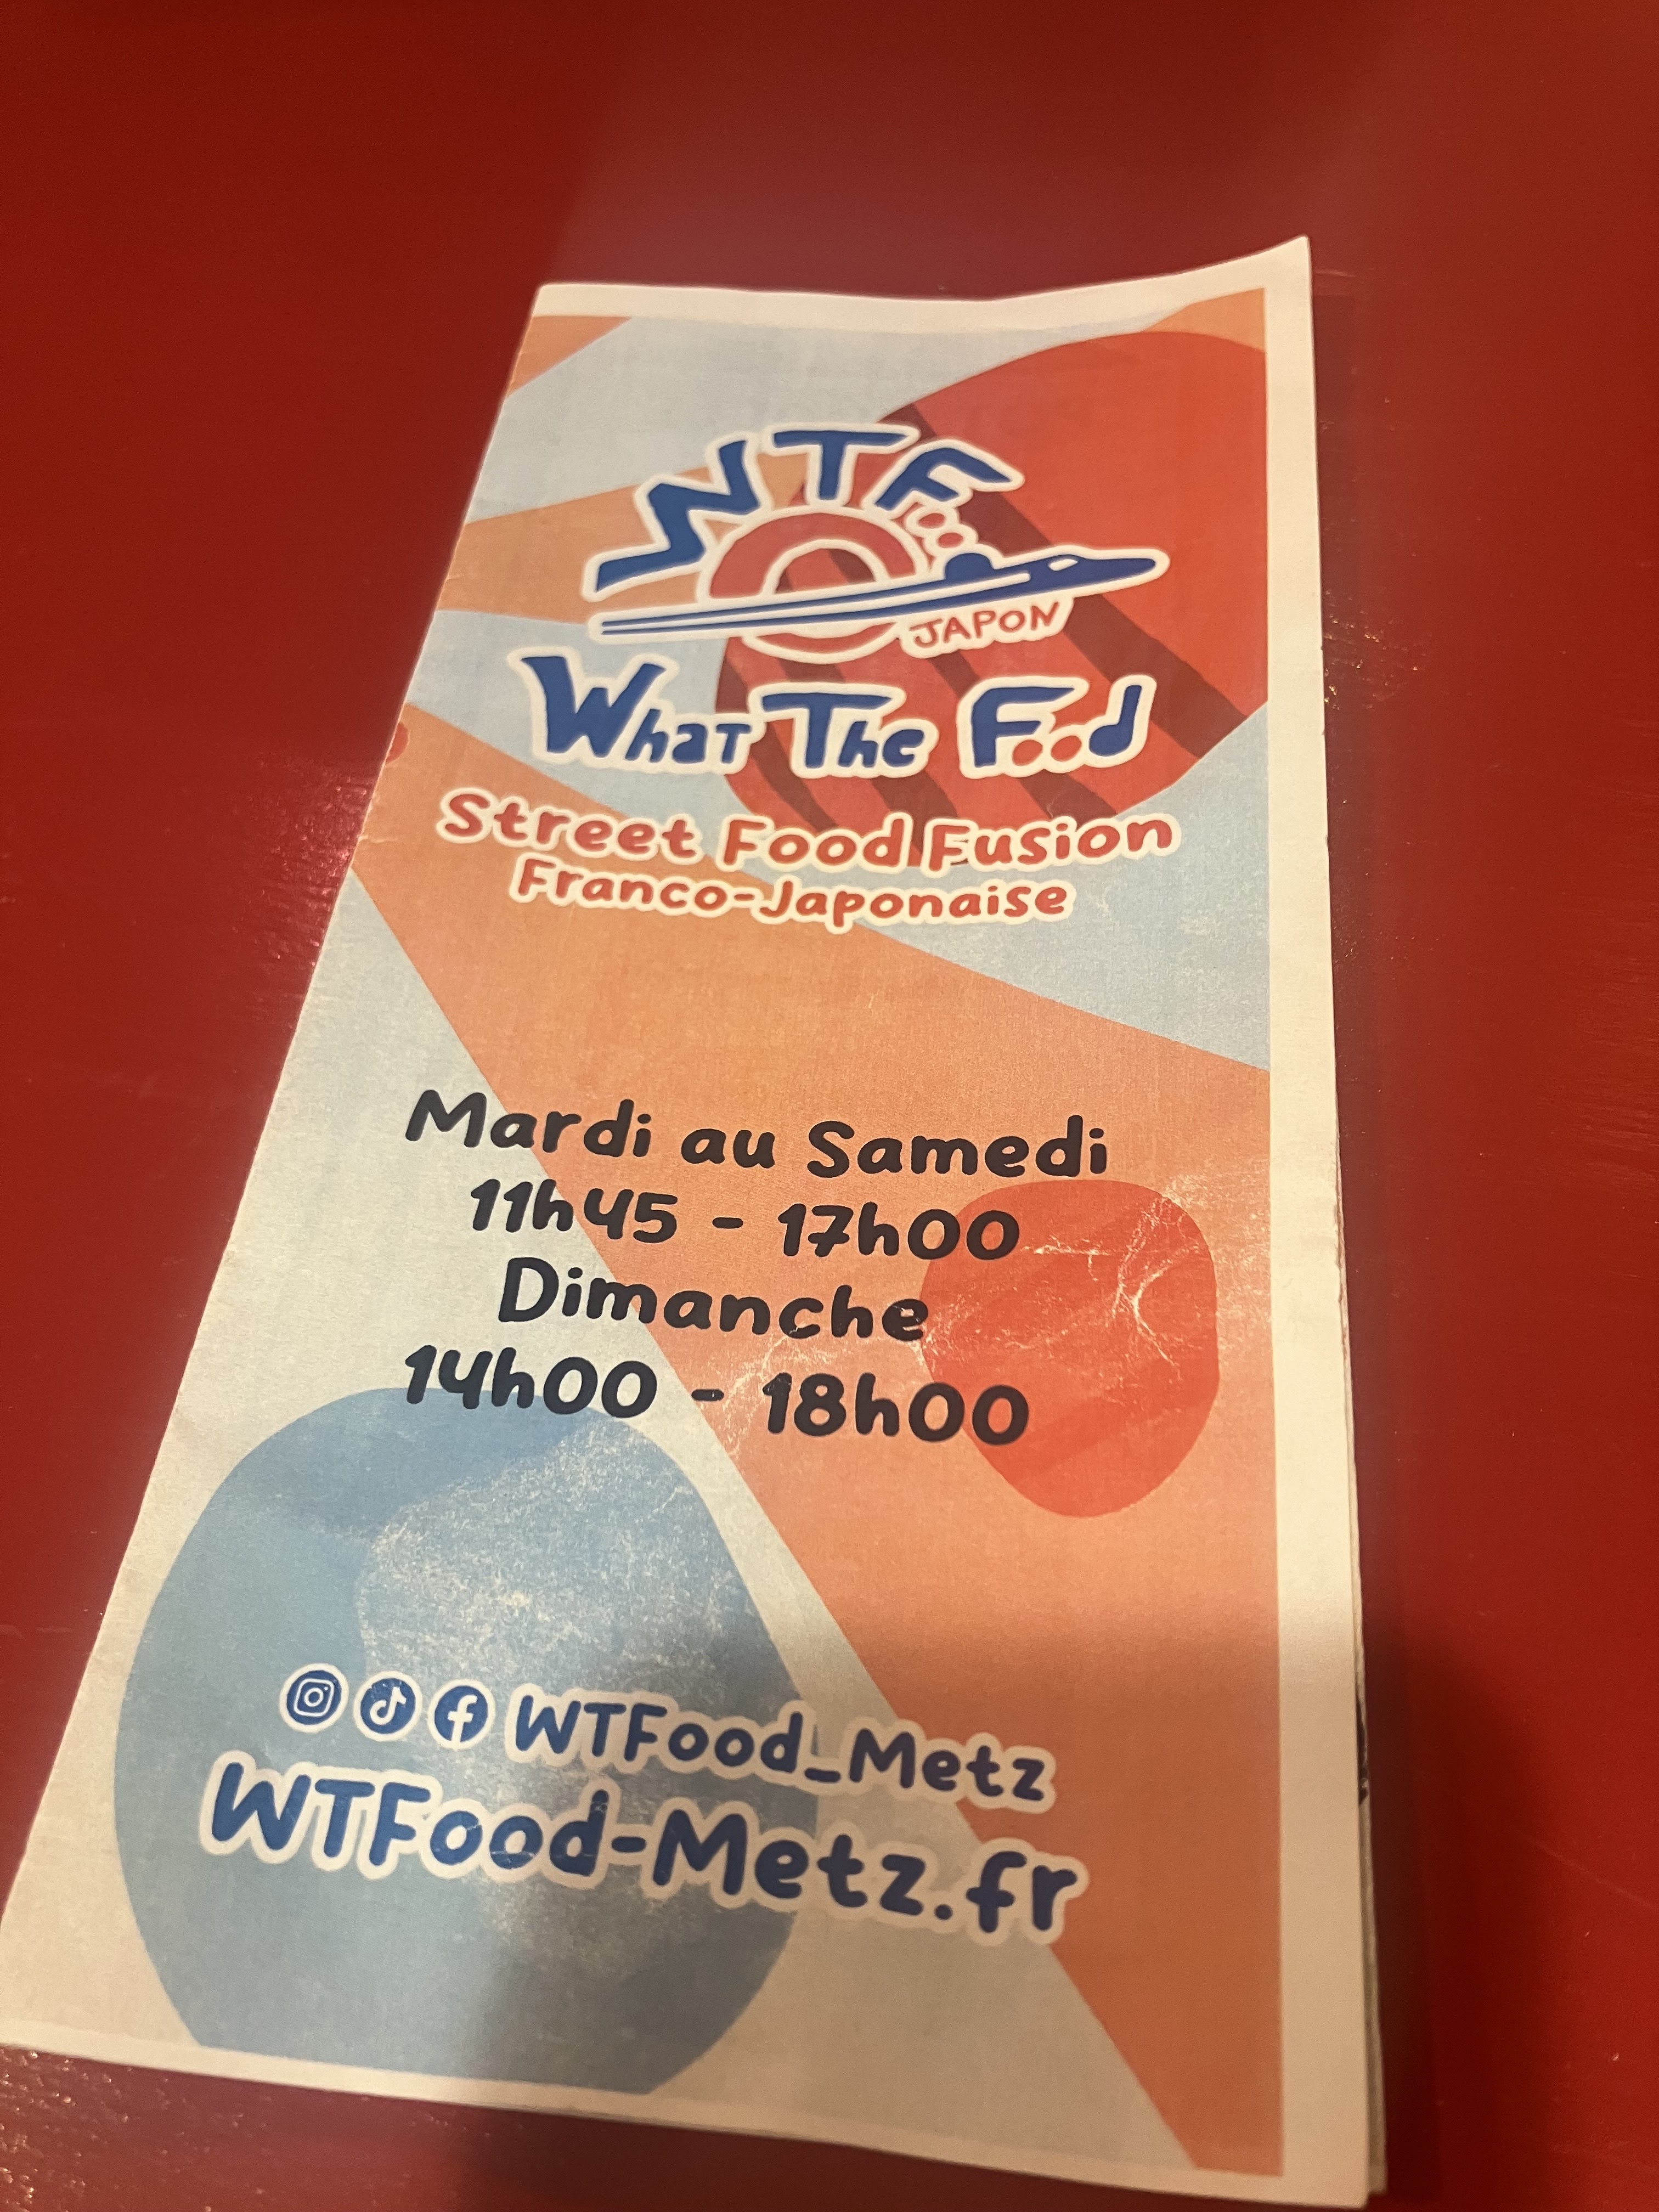 WTFood
JAPON
What The Food
Street Food Fusion
Franco-Japonaise
Mardi au Samedi
11h45 - 17h00
Dimanche
14h00 - 18h00
WTFood_Metz
WTFood-Metz.fr